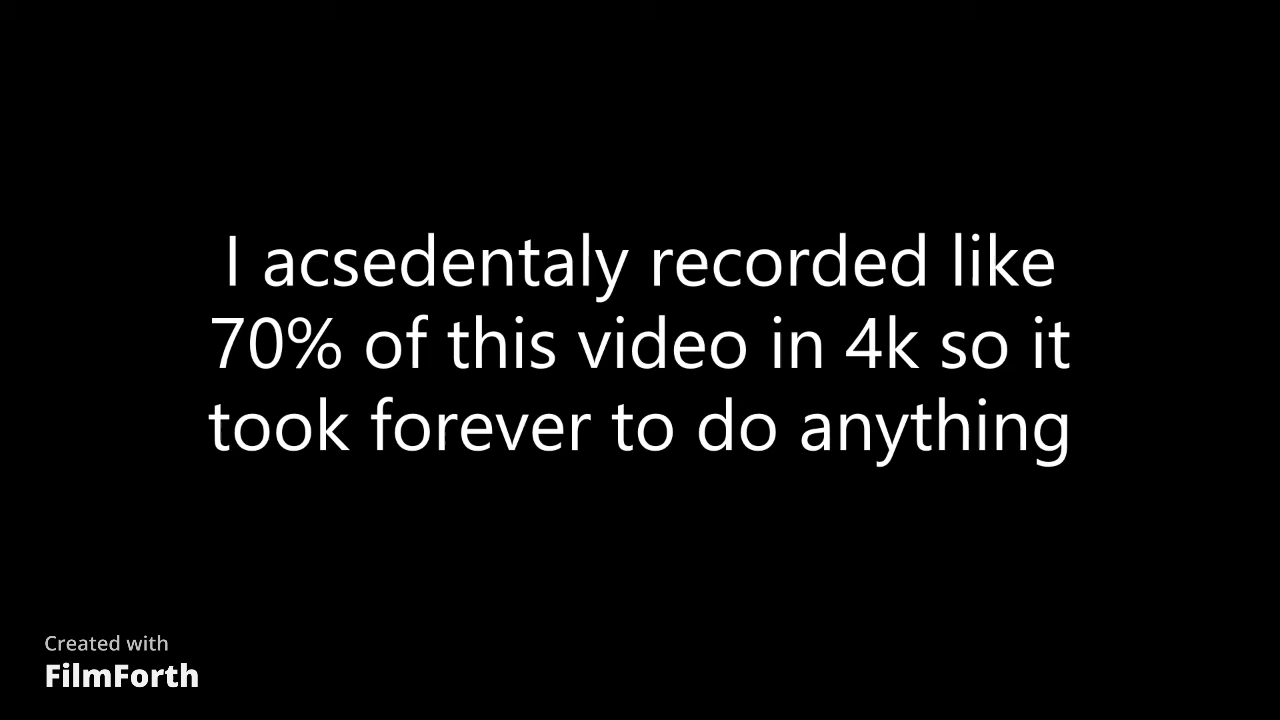 I acsedentaly recorded like
70% of this video in 4k so it
took forever to do anything
Created with
FilmForth